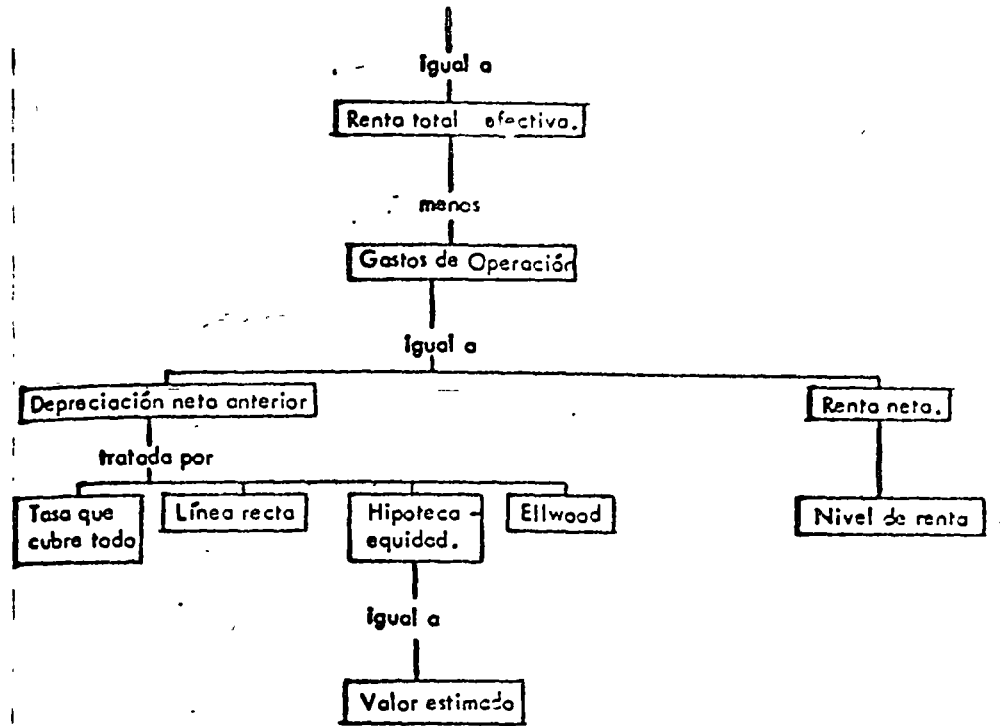 igual a
Renta total efectiva.
menos
Gastos de Operación
igual a
Depreciación neta anterior
Renta neta.
tratada por
Tasa que
cubre todo
Línea recta
Hipoteca -
equidad.
Ellwood
Nivel de renta
igual a
Valor estimado